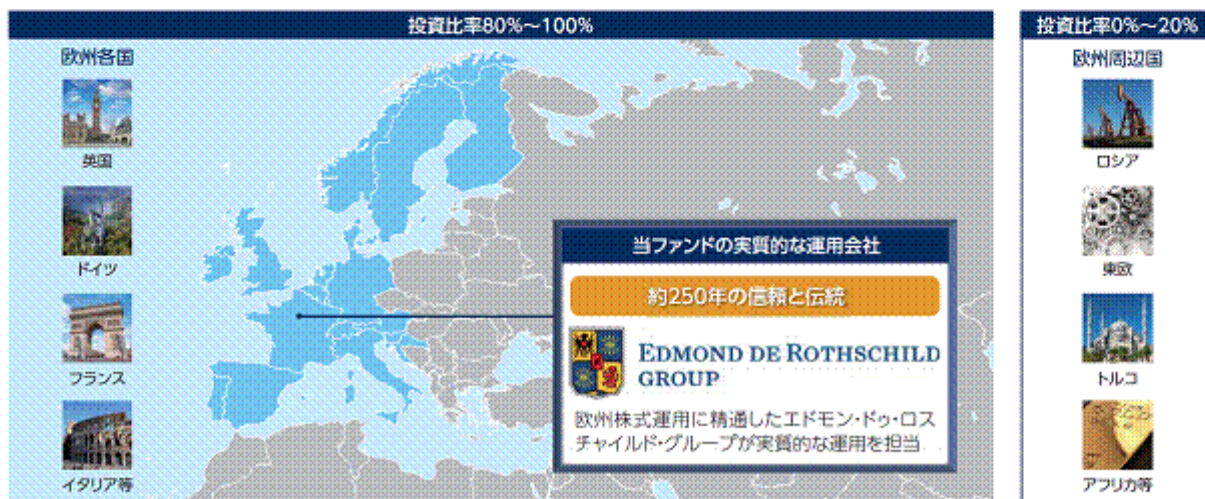 投資比率80%～100%
欧州各国
英国
ドイツ
フランス
イタリア等
当ファンドの実質的な運用会社
約250年の信頼と伝統
EDMOND DE ROTHSCHILD
GROUP
欧州株式運用に精通したエドモン・ドゥ・ロス
チャイルド・グループが実質的な運用を担当
投資比率0%～20%
欧州周辺国
ロシア
東欧
トルコ
アフリカ等